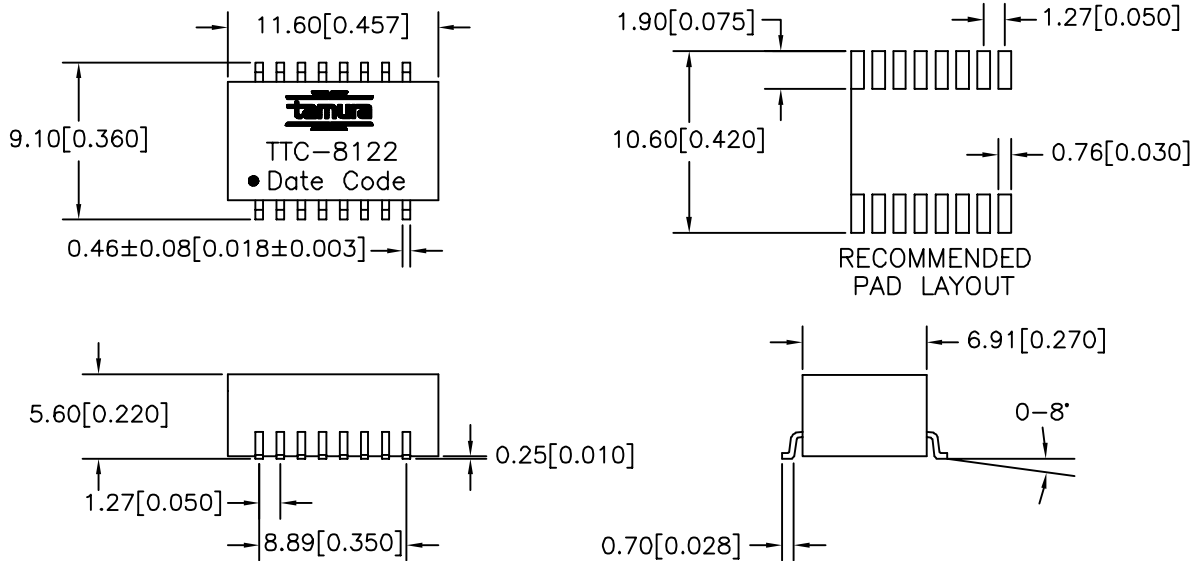 11.60[0.457]
9.10[0.360]
tamura
TTC-8122
Date Code
0.46±0.08[0.018±0.003]
1.90[0.075]
1.27[0.050]
10.60[0.420]
0.76[0.030]
RECOMMENDED
PAD LAYOUT
5.60[0.220]
0.25[0.010]
1.27[0.050]
8.89[0.350]
6.91[0.270]
0-8°
0.70[0.028]